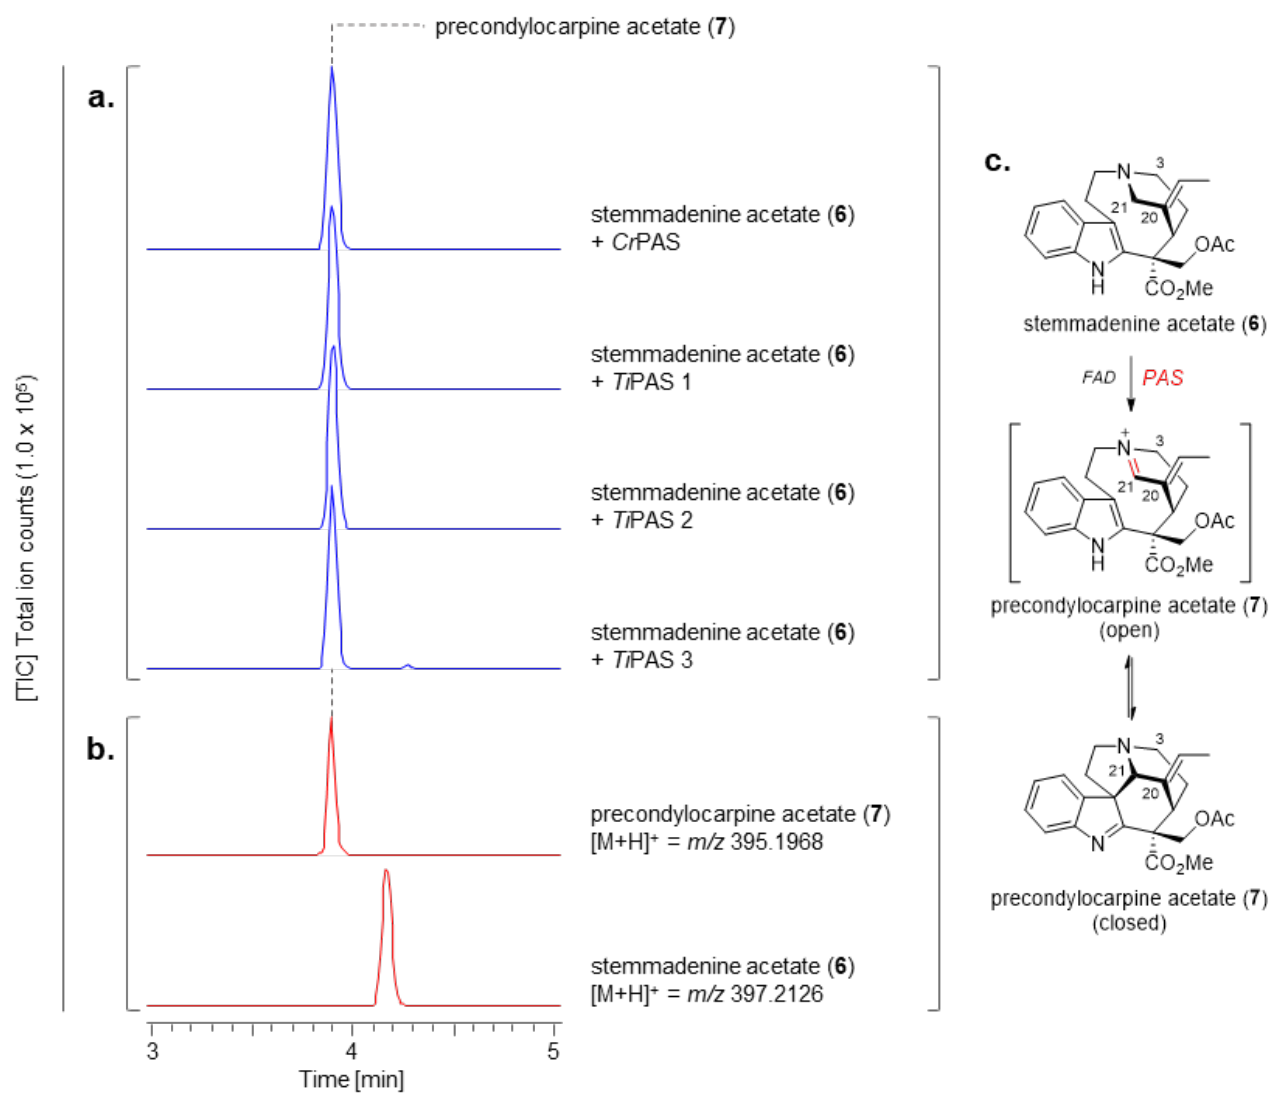 precondylocarpine acetate (7)
a.
stemmadenine acetate (6)
+ CrPAS
stemmadenine acetate (6)
+ TiPAS 1
stemmadenine acetate (6)
+ TiPAS 2
stemmadenine acetate (6)
+ TiPAS 3
b.
precondylocarpine acetate (7)
[M+H]+ = m/z 395.1968
stemmadenine acetate (6)
[M+H]+ = m/z 397.2126
[TIC] Total ion counts (1.0 x 10⁵)
3 4 5
Time [min]
c.
N 3
21 20
OAc
N
H
CO₂Me
stemmadenine acetate (6)
FAD PAS
+
N 3
21 20
OAc
N
H
CO₂Me
precondylocarpine acetate (7)
(open)
N 3
21
20
OAc
N
CO₂Me
precondylocarpine acetate (7)
(closed)